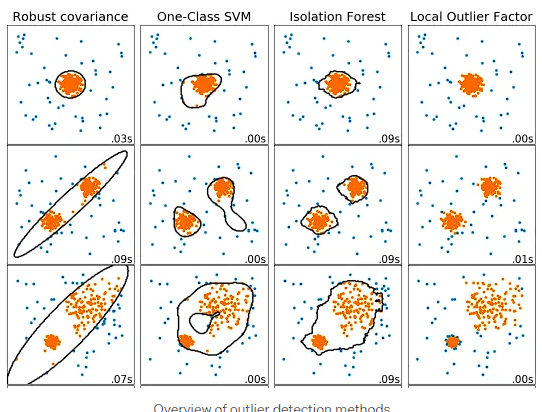 Robust covariance One-Class SVM Isolation Forest Local Outlier Factor
.03s .00s .09s .00s
.09s .00s .09s .01s
.07s .00s .09s .00s
Overview of outlier detection methods